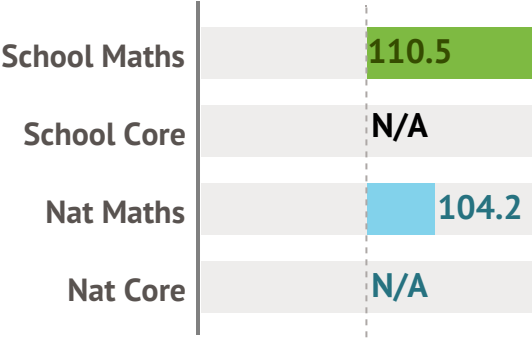 School Maths 110.5
School Core N/A
Nat Maths 104.2
Nat Core N/A